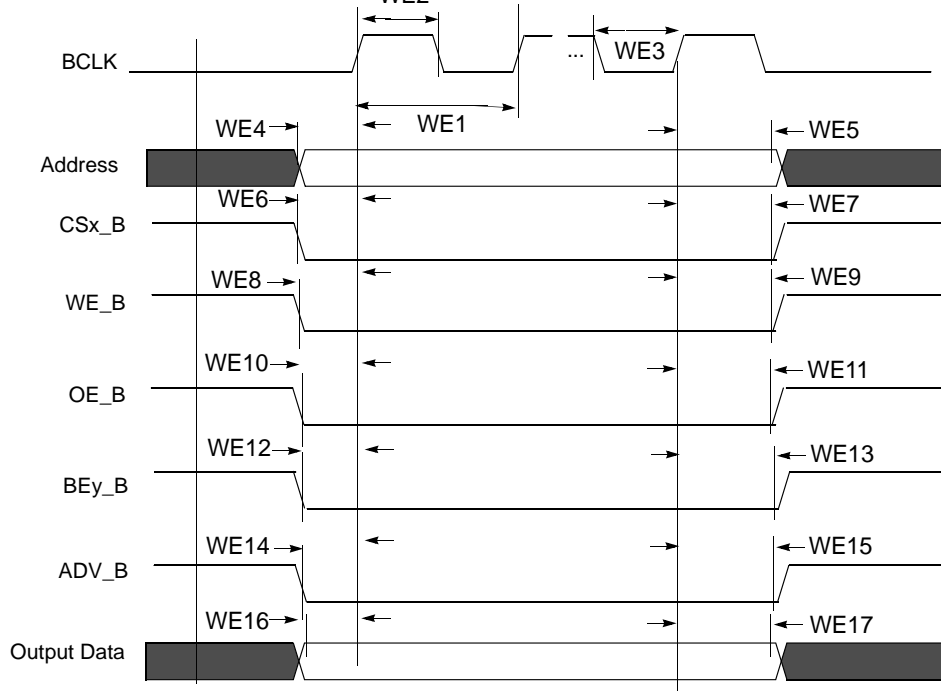 WE2
BCLK
...
WE3
WE1
WE4
WE5
Address
WE6
WE7
CSx_B
WE8
WE9
WE_B
WE10
WE11
OE_B
WE12
WE13
BEy_B
WE14
WE15
ADV_B
WE16
WE17
Output Data